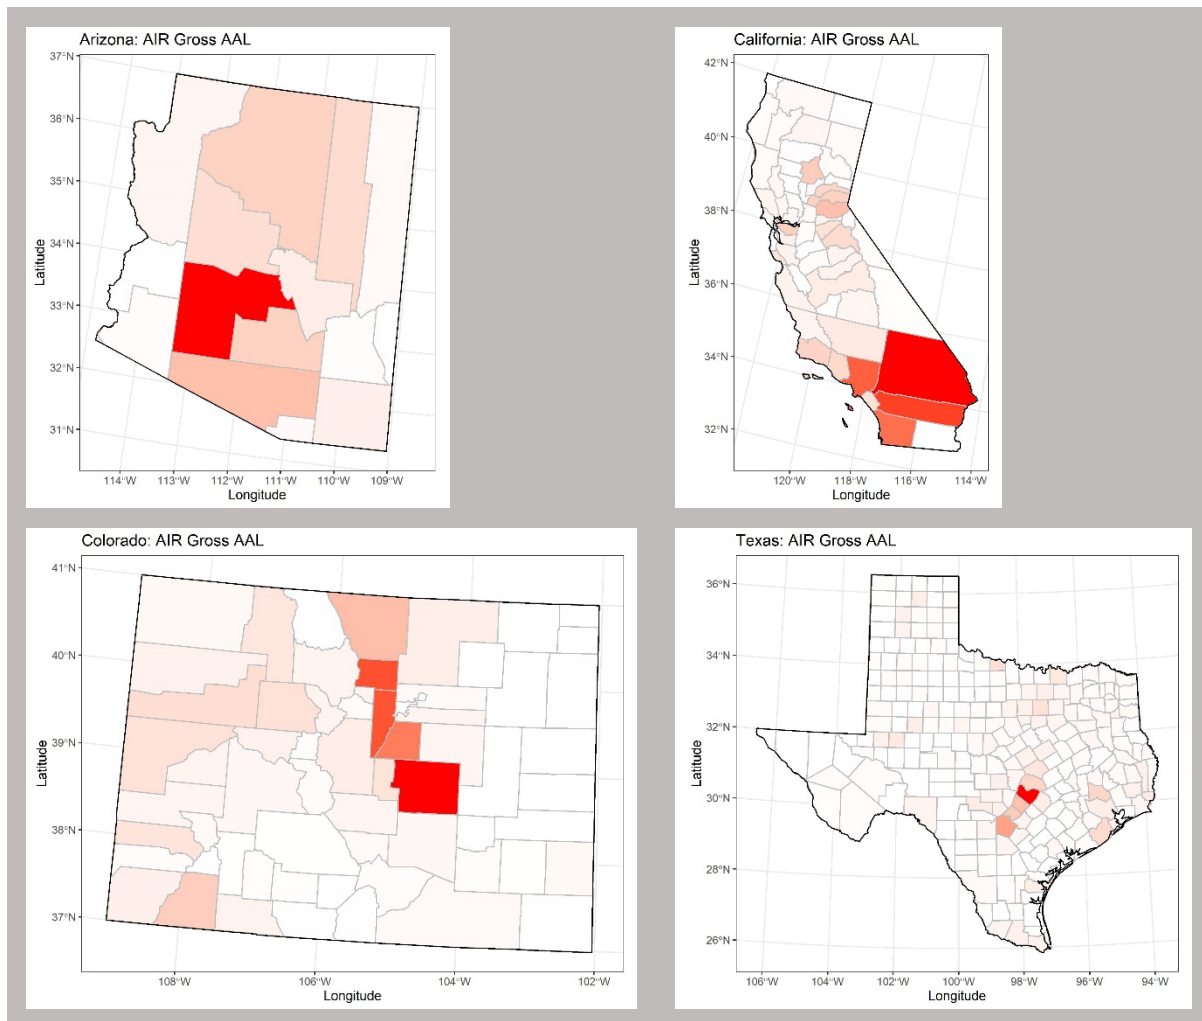 Arizona: AIR Gross AAL
37°N
36°N
35°N
34°N
33°N
32°N
31°N
Latitude
114°W 113°W 112°W 111°W 110°W 109°W
Longitude
California: AIR Gross AAL
42°N
40°N
38°N
36°N
34°N
32°N
Latitude
120°W 118°W 116°W 114°W
Longitude
Colorado: AIR Gross AAL
41°N
40°N
39°N
38°N
37°N
Latitude
108°W 106°W 104°W 102°W
Longitude
Texas: AIR Gross AAL
36°N
34°N
32°N
30°N
28°N
26°N
Latitude
106°W 104°W 102°W 100°W 98°W 96°W 94°W
Longitude